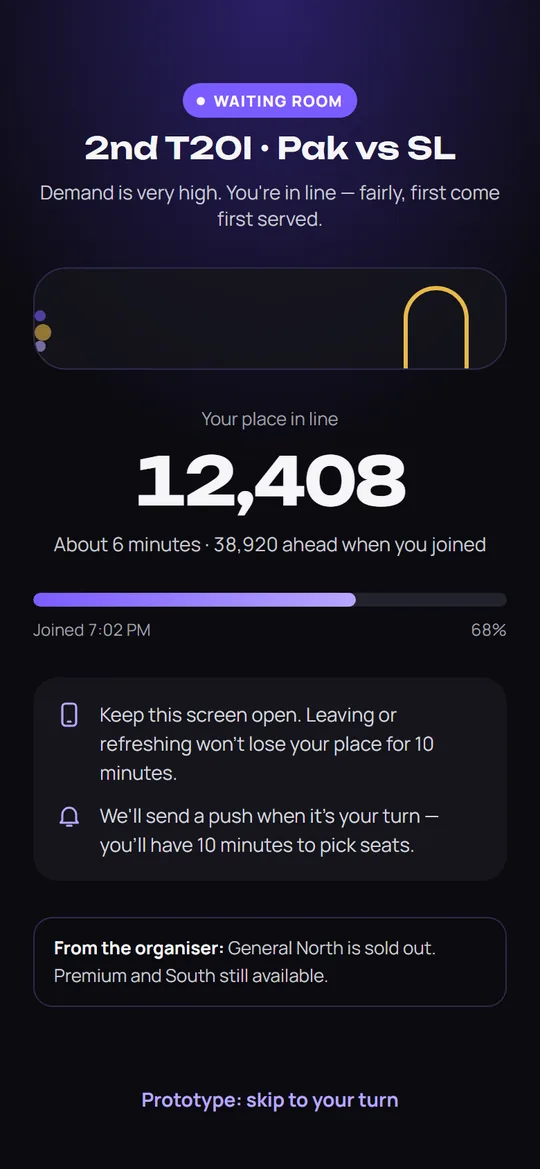 WAITING ROOM
2nd T20I · Pak vs SL
Demand is very high. You're in line — fairly, first come
first served.
Your place in line
12,408
About 6 minutes · 38,920 ahead when you joined
Joined 7:02 PM
68%
Keep this screen open. Leaving or
refreshing won't lose your place for 10
minutes.
We'll send a push when it's your turn —
you'll have 10 minutes to pick seats.
From the organiser: General North is sold out.
Premium and South still available.
Prototype: skip to your turn